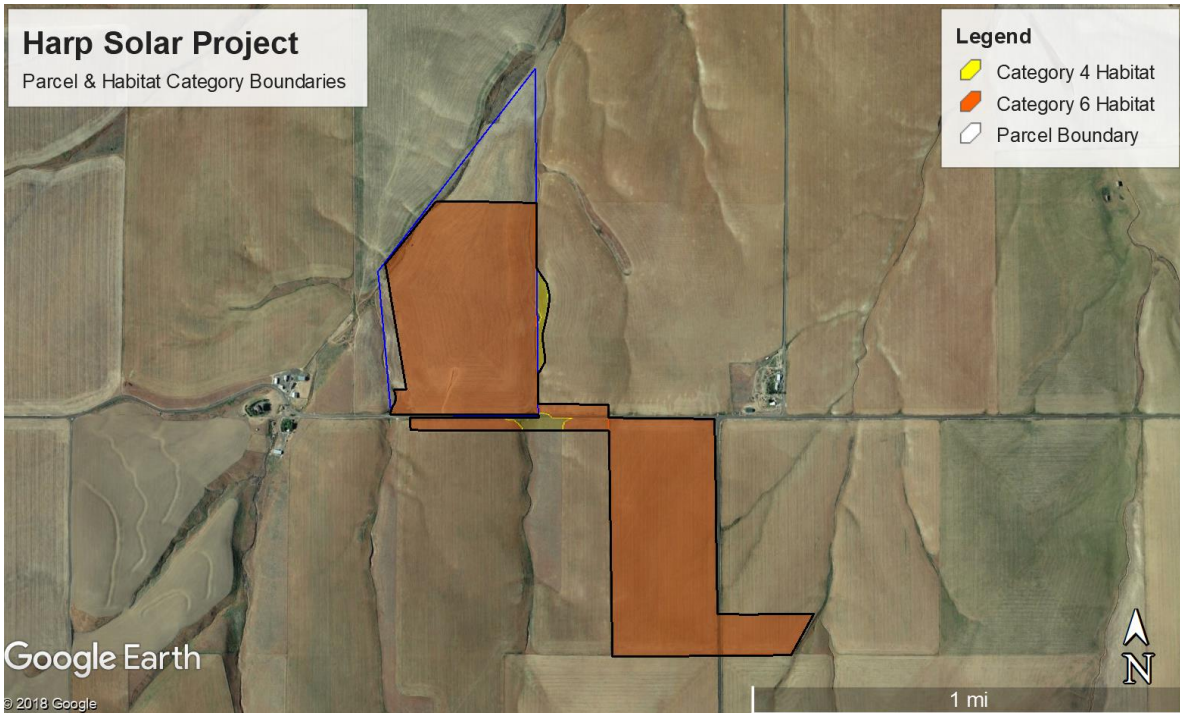 Harp Solar Project
Parcel & Habitat Category Boundaries
Legend
Category 4 Habitat
Category 6 Habitat
Parcel Boundary
Google Earth
© 2018 Google
N
1 mi